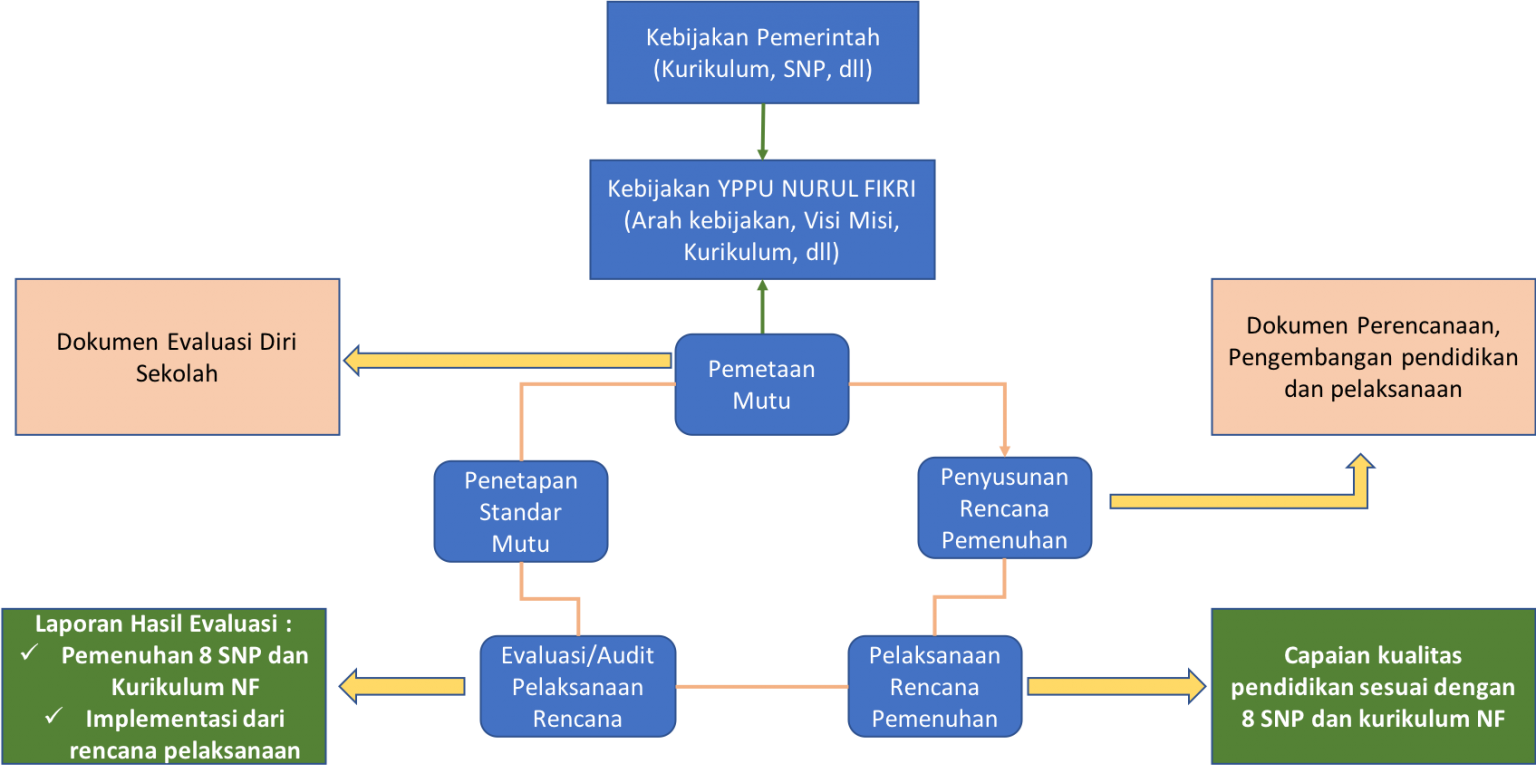 Kebijakan Pemerintah
(Kurikulum, SNP, dll)
Kebijakan YPPU NURUL FIKRI
(Arah kebijakan, Visi Misi,
Kurikulum, dll)
Dokumen Evaluasi Diri
Sekolah
Pemetaan
Mutu
Dokumen Perencanaan,
Pengembangan pendidikan
dan pelaksanaan
Penetapan
Standar
Mutu
Penyusunan
Rencana
Pemenuhan
Laporan Hasil Evaluasi :
✓ Pemenuhan 8 SNP dan
Kurikulum NF
✓ Implementasi dari
rencana pelaksanaan
Evaluasi/Audit
Pelaksanaan
Rencana
Pelaksanaan
Rencana
Pemenuhan
Capaian kualitas
pendidikan sesuai dengan
8 SNP dan kurikulum NF